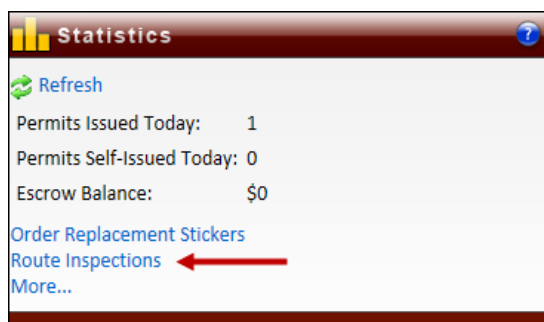 Statistics
?
Refresh
Permits Issued Today: 1
Permits Self-Issued Today: 0
Escrow Balance: $0
Order Replacement Stickers
Route Inspections
More...